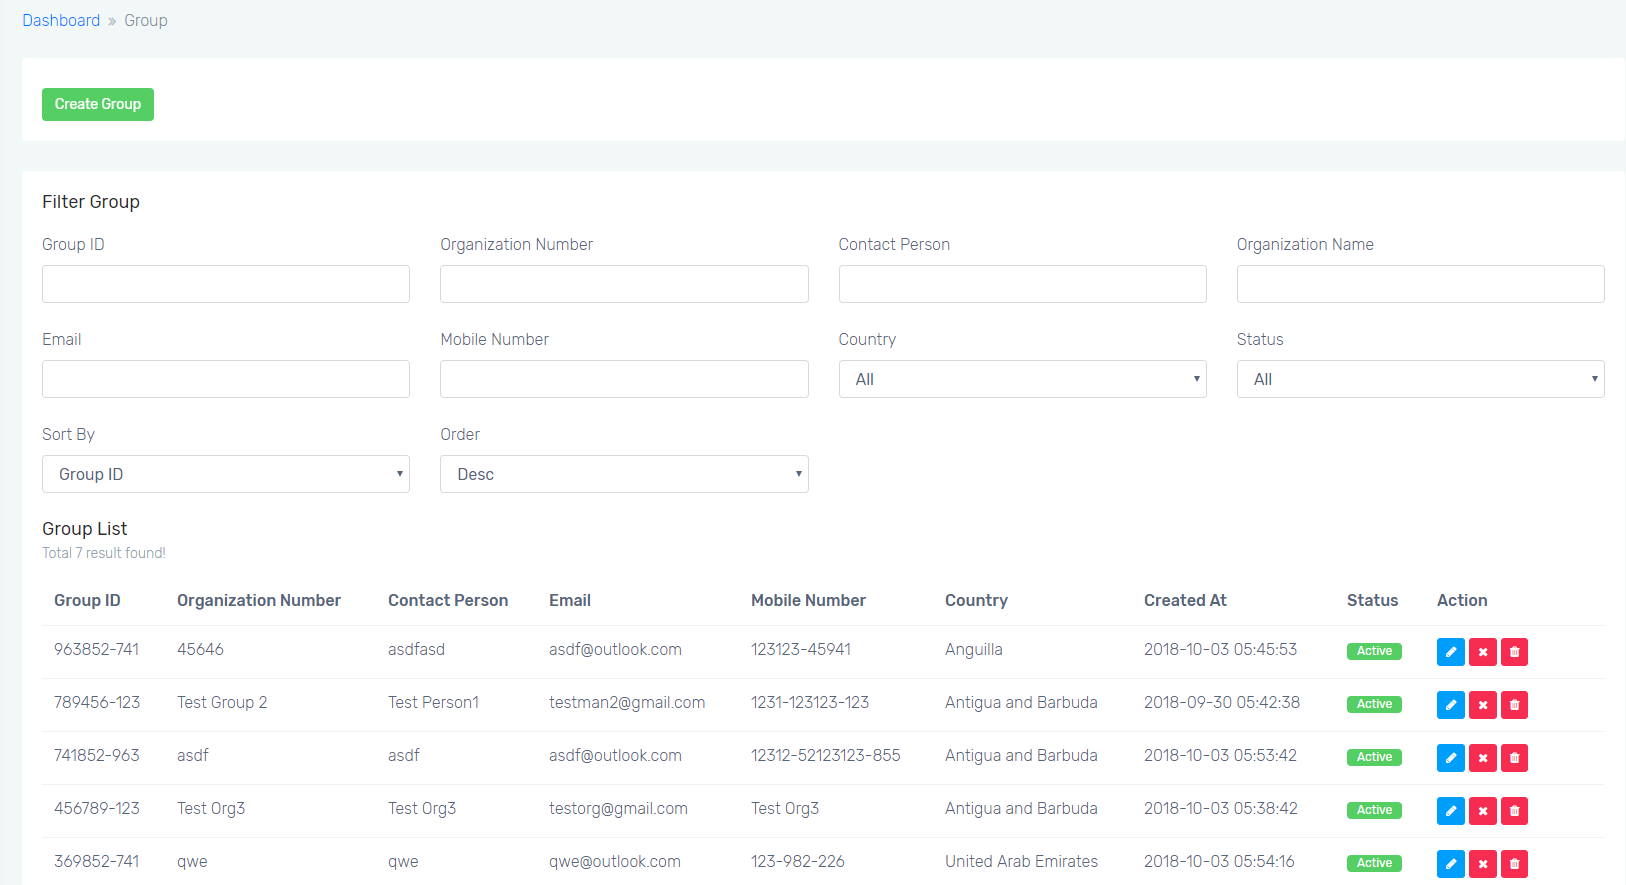 Dashboard » Group
Create Group
Filter Group
Group ID Organization Number Contact Person Organization Name
Email Mobile Number Country Status
All All
Sort By Order
Group ID Desc
Group List
Total 7 result found!
Group ID Organization Number Contact Person Email Mobile Number Country Created At Status Action
963852-741 45646 asdfasd asdf@outlook.com 123123-45941 Anguilla 2018-10-03 05:45:53 Active
789456-123 Test Group 2 Test Person1 testman2@gmail.com 1231-123123-123 Antigua and Barbuda 2018-09-30 05:42:38 Active
741852-963 asdf asdf asdf@outlook.com 12312-52123123-855 Antigua and Barbuda 2018-10-03 05:53:42 Active
456789-123 Test Org3 Test Org3 testorg@gmail.com Test Org3 Antigua and Barbuda 2018-10-03 05:38:42 Active
369852-741 qwe qwe qwe@outlook.com 123-982-226 United Arab Emirates 2018-10-03 05:54:16 Active